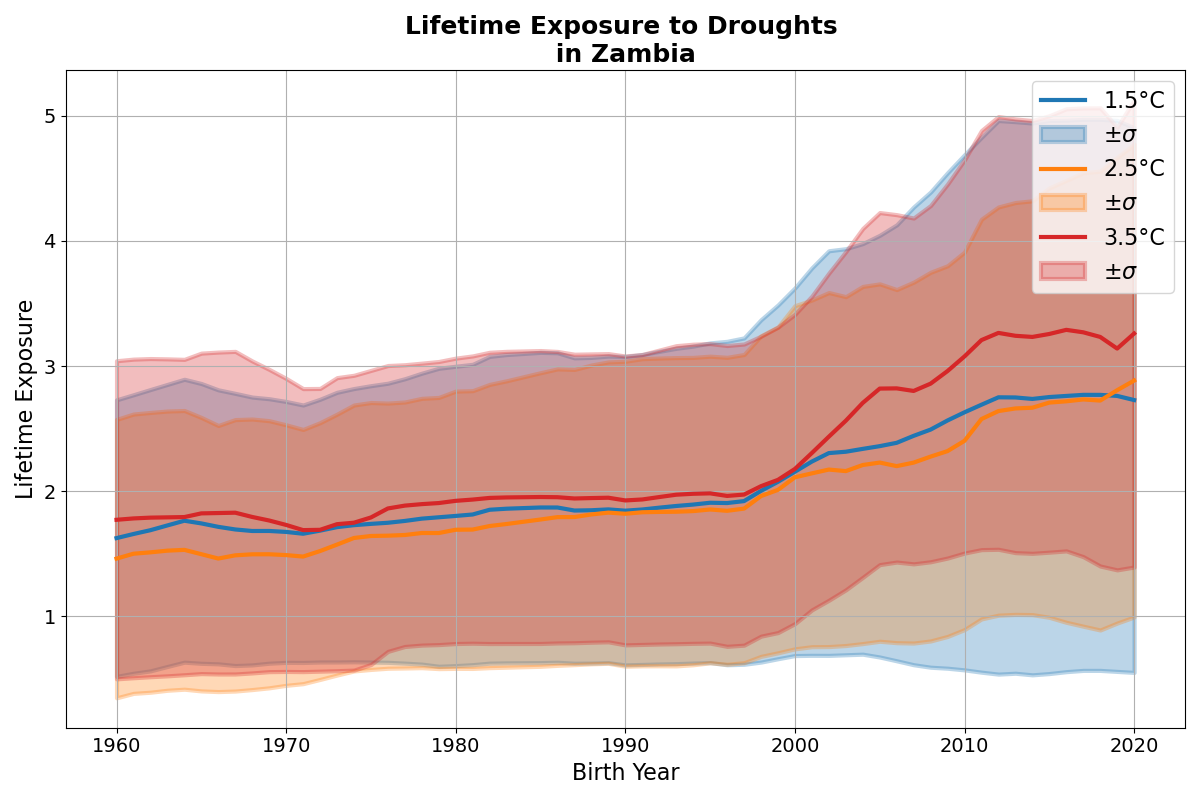 Lifetime Exposure to Droughts
in Zambia
Lifetime Exposure
5
4
3
2
1
1960 1970 1980 1990 2000 2010 2020
Birth Year
1.5°C
±σ
2.5°C
±σ
3.5°C
±σ